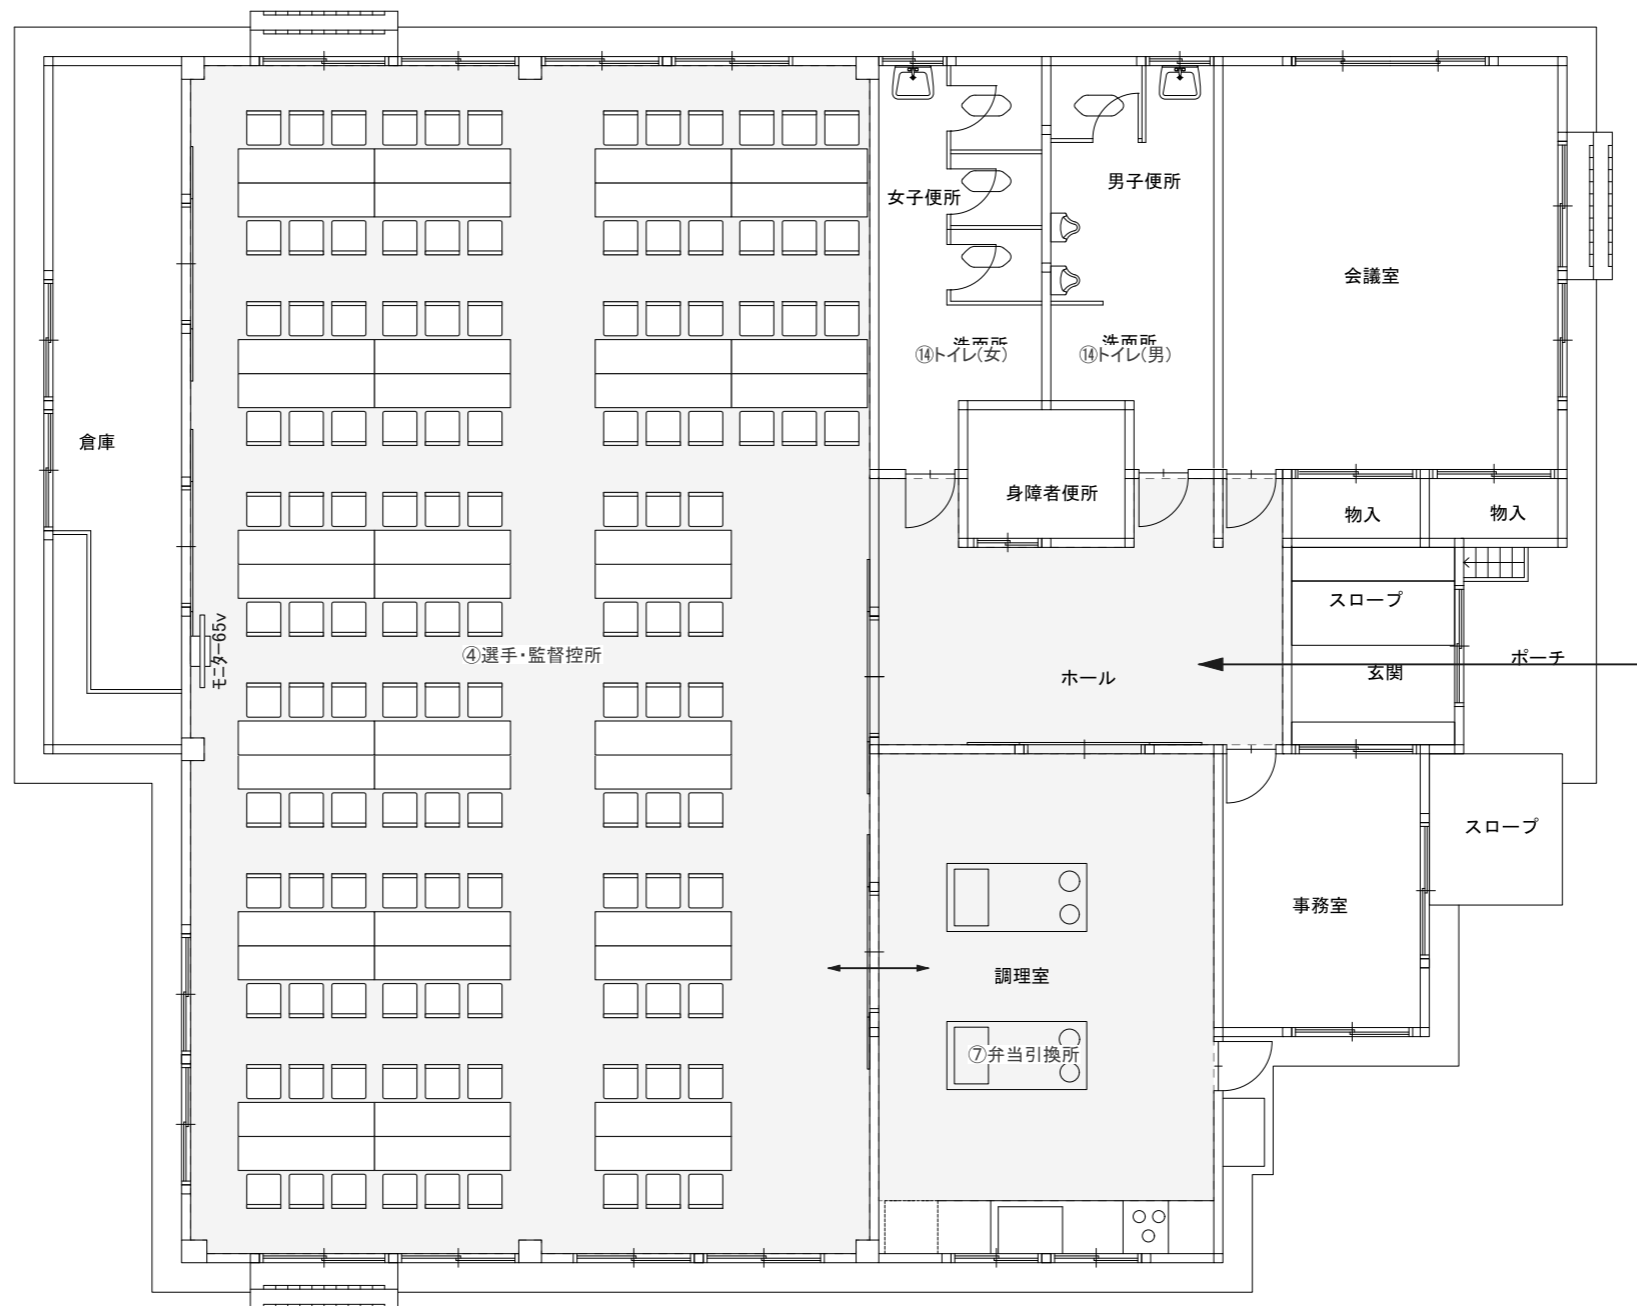 女子便所
男子便所
会議室
洗面所
洗面所
⑭トイレ(女)
⑭トイレ(男)
倉庫
身障者便所
物入
物入
スロープ
モニター65v
④選手・監督控所
ホール
玄関
ポーチ
スロープ
事務室
調理室
⑦弁当引換所